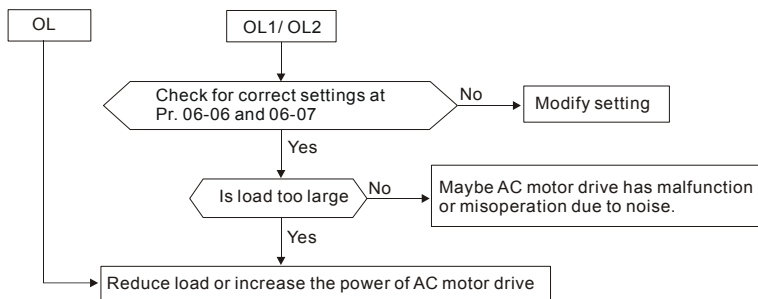 OL
OL1/ OL2
Check for correct settings at
Pr. 06-06 and 06-07
No
Modify setting
Yes
Is load too large
No
Maybe AC motor drive has malfunction
or misoperation due to noise.
Yes
Reduce load or increase the power of AC motor drive